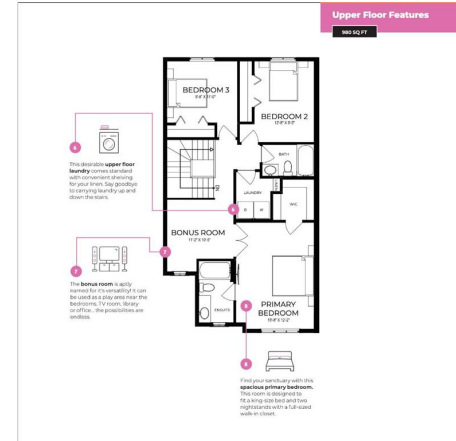 Upper Floor Features
980 SQ FT
BEDROOM 3
BEDROOM 2
BATH
6
This desirable upper floor
laundry comes standard
with convenient shelving
for your linen. Say goodbye
to carrying laundry up and
down the stairs.
DN
LAUNDRY
LINEN
W.I.C
6
D
W
BONUS ROOM
11'-2" X 10'-5"
7
7
The bonus room is aptly
named for it's versatility! It can
be used as a play area near the
bedrooms, TV room, library
or office... the possibilities are
endless.
ENSUITE
8
PRIMARY
BEDROOM
8
Find your sanctuary with this
spacious primary bedroom.
This room is designed to
fit a king-size bed and two
nightstands with a full-sized
walk in closet.